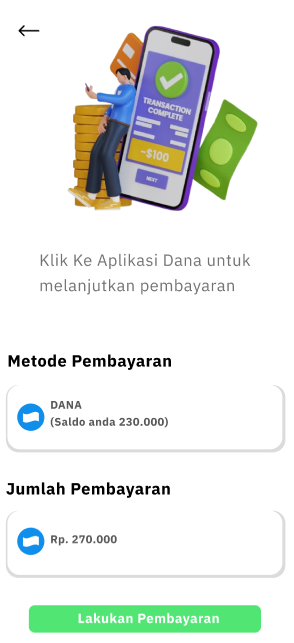 TRANSACTION
COMPLETE
-$100
NEXT
Klik Ke Aplikasi Dana untuk
melanjutkan pembayaran
Metode Pembayaran
DANA
(Saldo anda 230.000)
Jumlah Pembayaran
Rp. 270.000
Lakukan Pembayaran